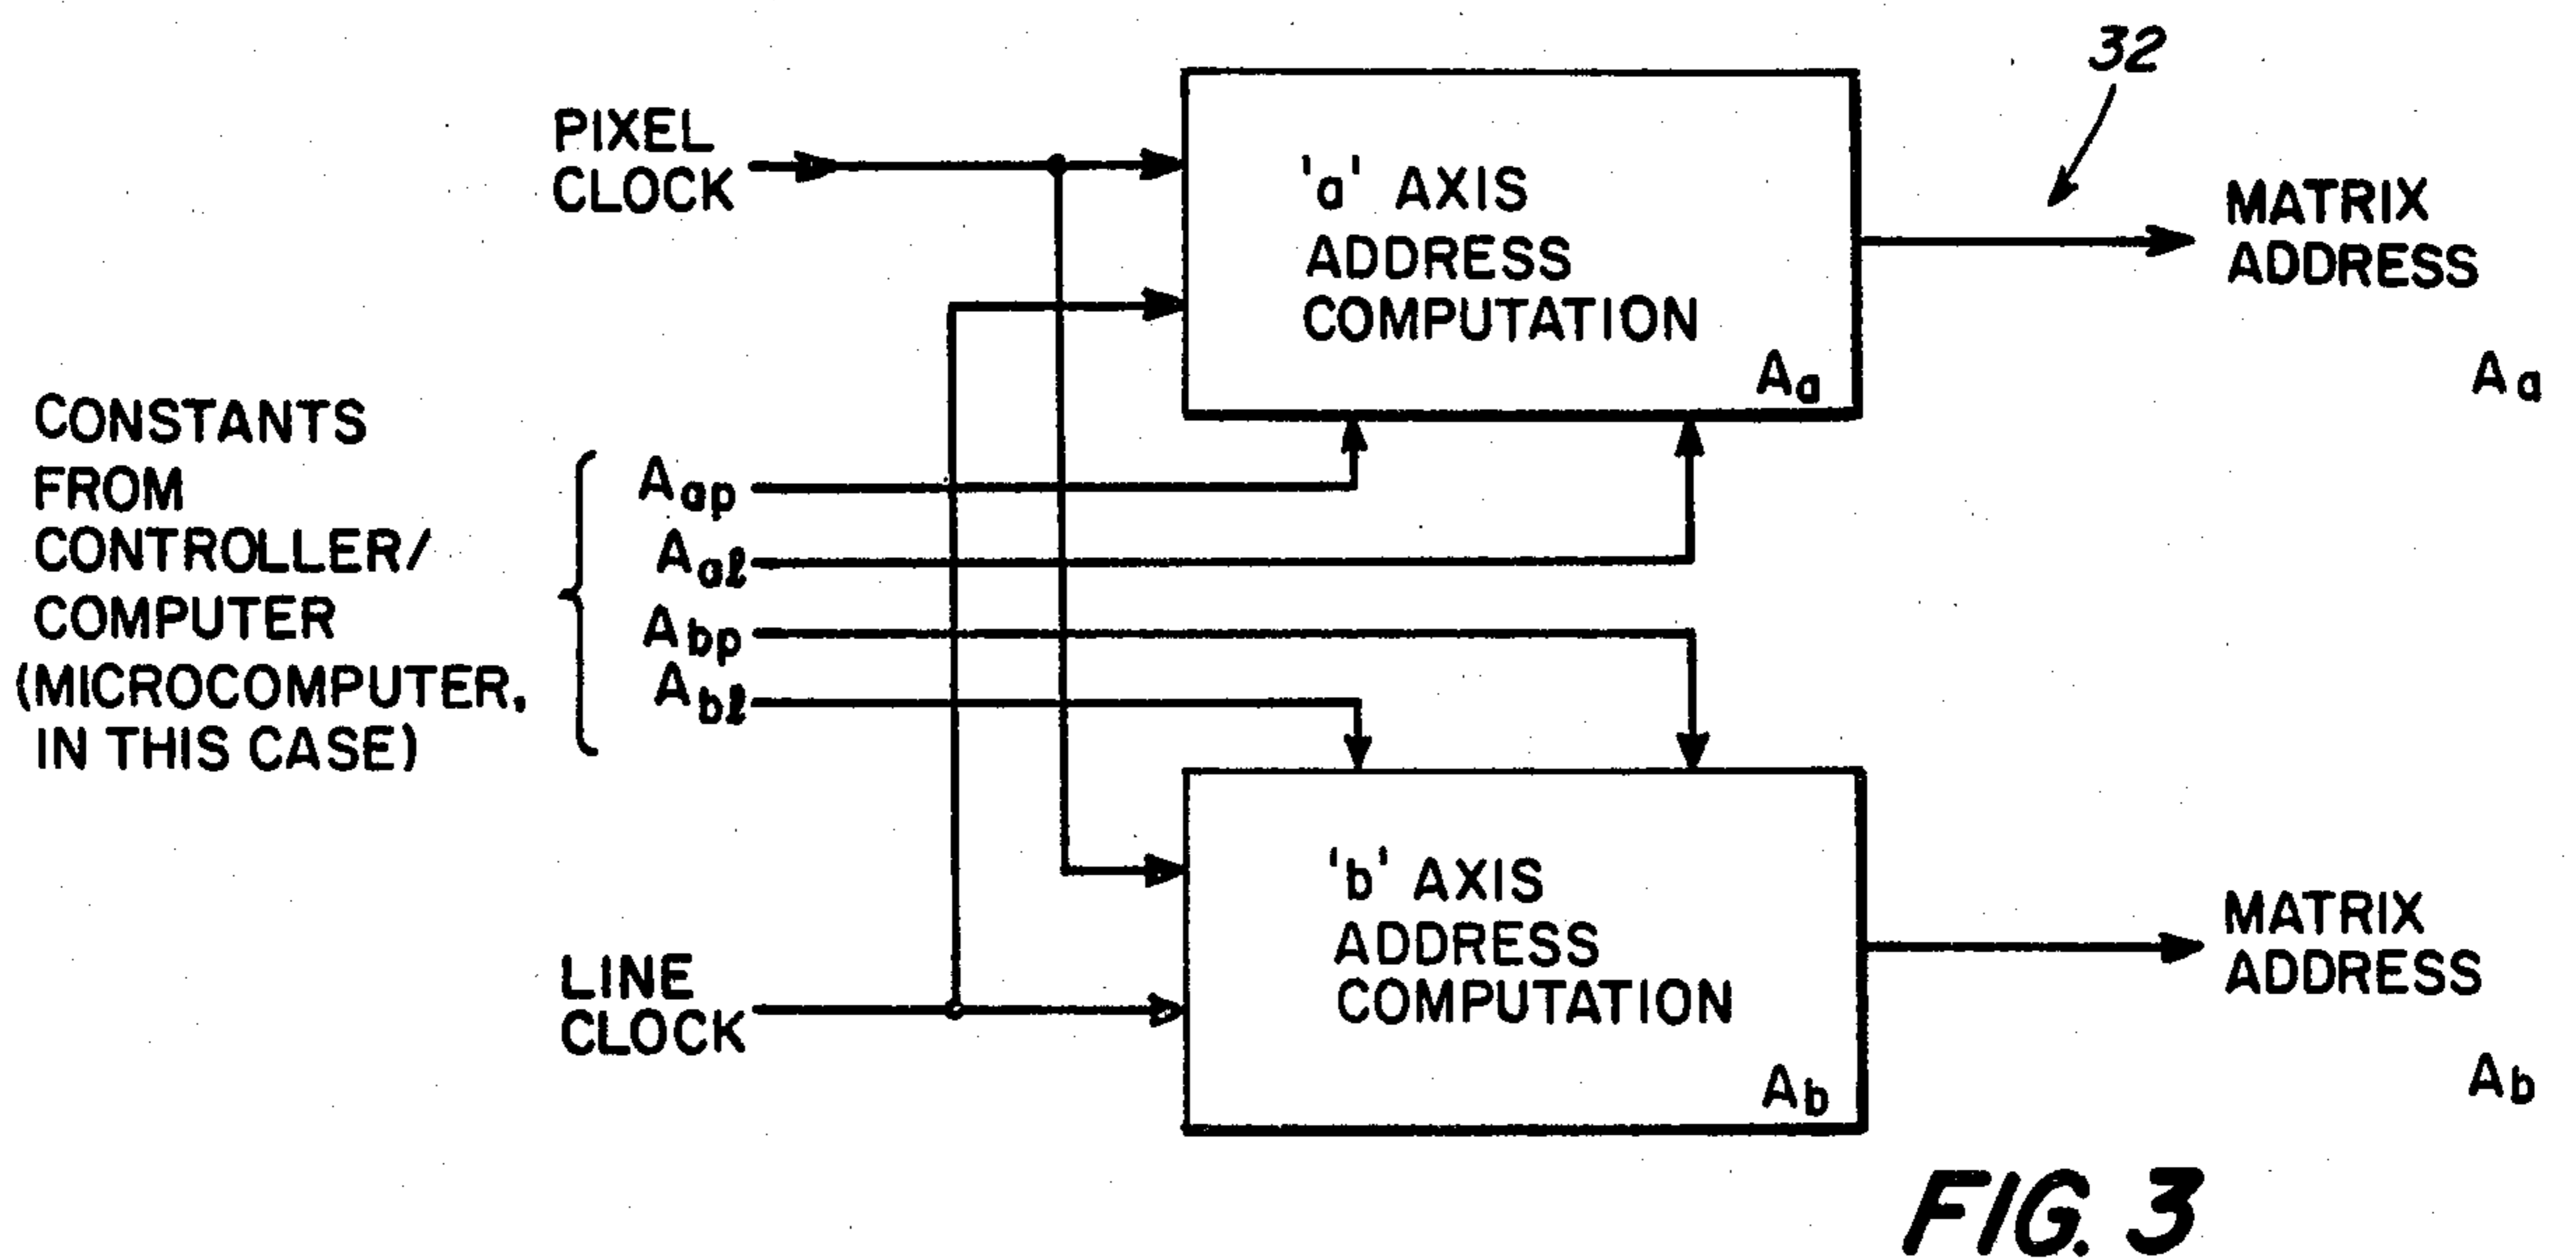 32
PIXEL
CLOCK
'a' AXIS
ADDRESS
COMPUTATION
Aa
MATRIX
ADDRESS
Aa
CONSTANTS
FROM
CONTROLLER/
COMPUTER
(MICROCOMPUTER,
IN THIS CASE)
Aap
Aaℓ
Abp
Abℓ
LINE
CLOCK
'b' AXIS
ADDRESS
COMPUTATION
Ab
MATRIX
ADDRESS
Ab
FIG. 3